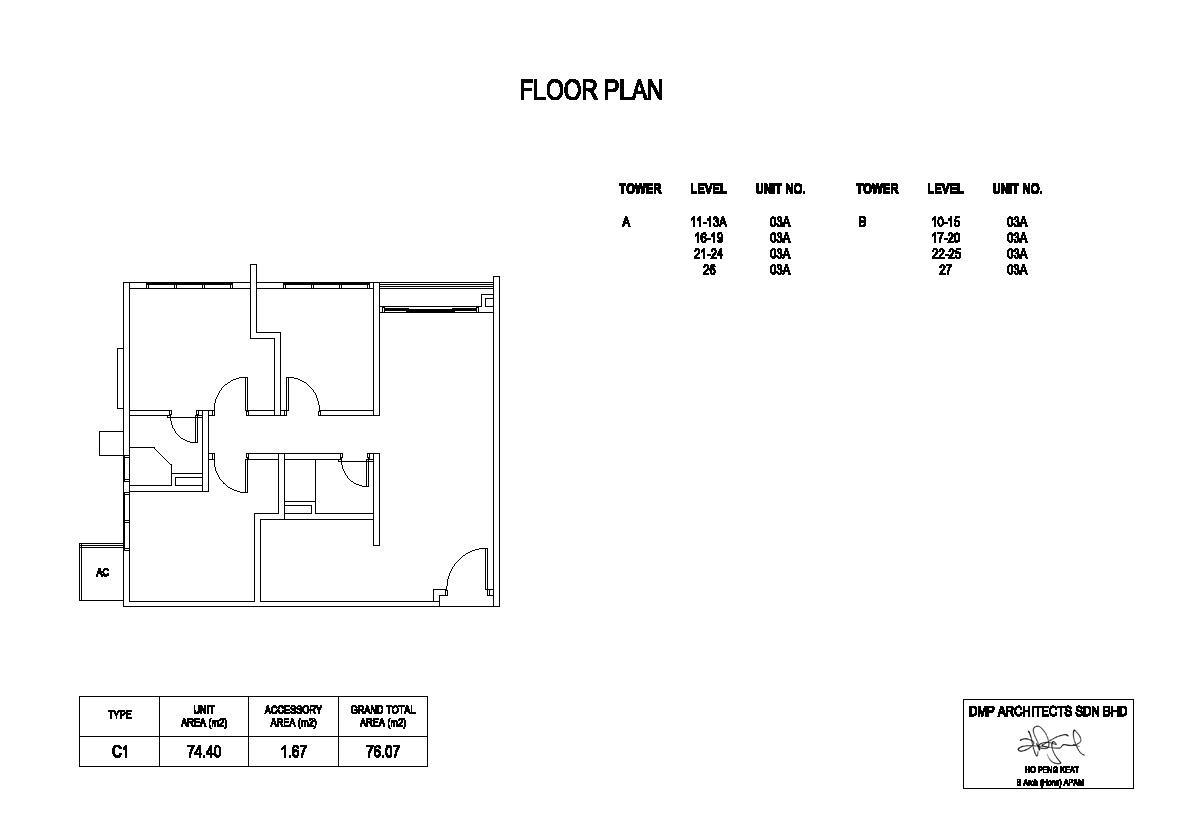 FLOOR PLAN
TOWER LEVEL UNIT NO. TOWER LEVEL UNIT NO.
A 11-13A 03A B 10-15 03A
16-19 03A 17-20 03A
21-24 03A 22-25 03A
26 03A 27 03A
AC
TYPE UNIT AREA (m2) ACCESSORY AREA (m2) GRAND TOTAL AREA (m2)
C1 74.40 1.67 76.07
DMP ARCHITECTS SDN BHD
HO PENG KEAT
B Arch (Hons) APAM